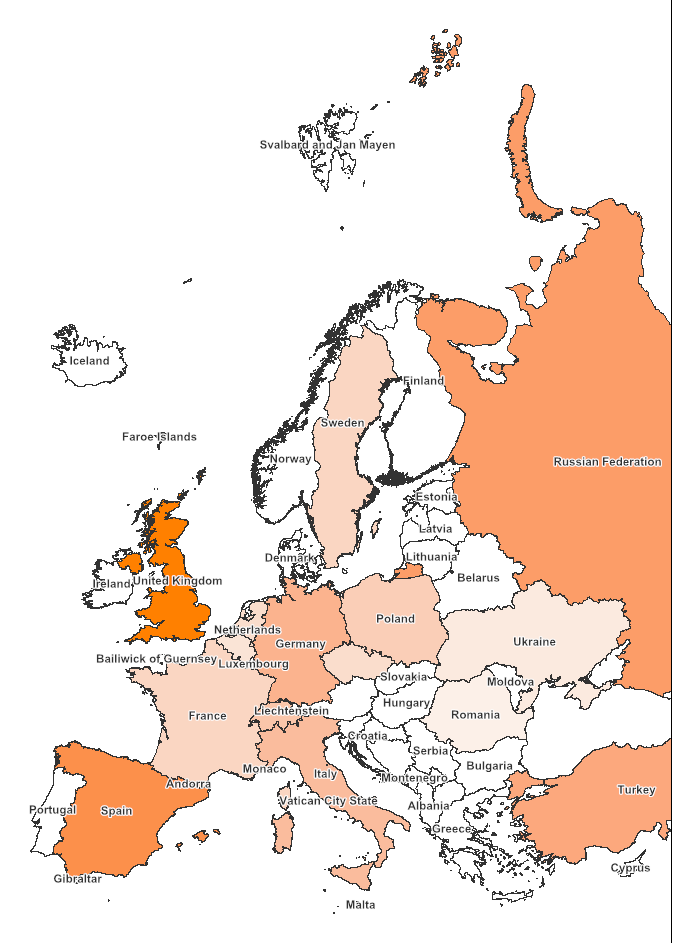 Svalbard and Jan Mayen
Iceland
Finland
Sweden
Faroe Islands
Norway
Russian Federation
Estonia
Latvia
Denmark
Lithuania
Belarus
Ireland
United Kingdom
Poland
Netherlands
Germany
Ukraine
Bailiwick of Guernsey
Luxembourg
Slovakia
Moldova
Hungary
Liechtenstein
France
Romania
Croatia
Serbia
Bulgaria
Monaco
Italy
Montenegro
Andorra
Turkey
Vatican City State
Albania
Portugal
Spain
Greece
Cyprus
Gibraltar
Malta